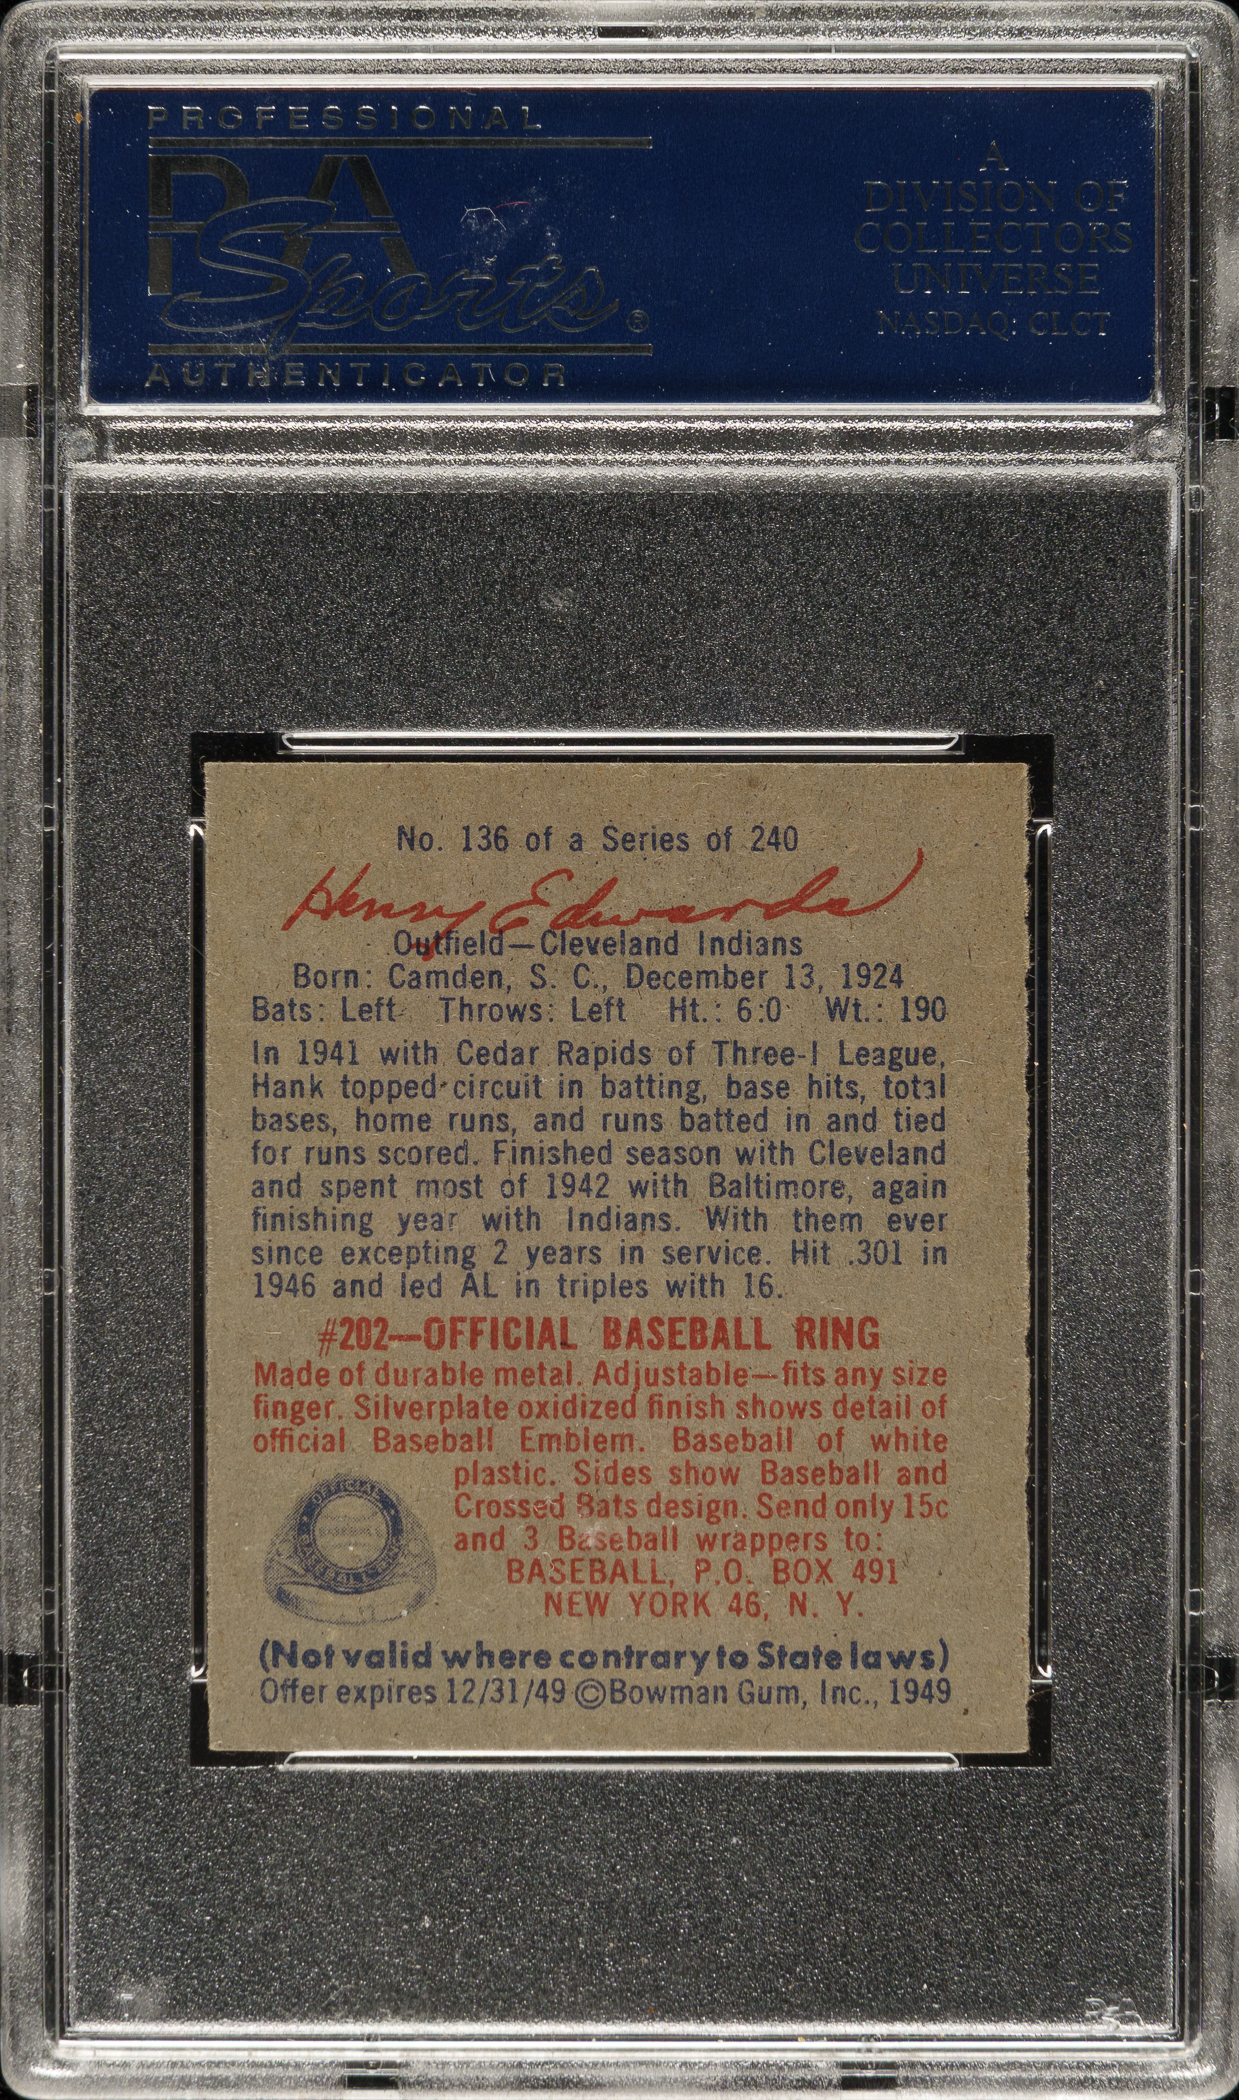 PROFESSIONAL
PSA
Sports ®
AUTHENTICATOR
A
DIVISION OF
COLLECTORS
UNIVERSE
NASDAQ: CLCT
No. 136 of a Series of 240
Henry Edwards
Outfield—Cleveland Indians
Born: Camden, S. C., December 13, 1924
Bats: Left Throws: Left Ht.: 6:0 Wt.: 190
In 1941 with Cedar Rapids of Three-I League,
Hank topped circuit in batting, base hits, total
bases, home runs, and runs batted in and tied
for runs scored. Finished season with Cleveland
and spent most of 1942 with Baltimore, again
finishing year with Indians. With them ever
since excepting 2 years in service. Hit .301 in
1946 and led AL in triples with 16.
#202—OFFICIAL BASEBALL RING
Made of durable metal. Adjustable—fits any size
finger. Silverplate oxidized finish shows detail of
official Baseball Emblem. Baseball of white
plastic. Sides show Baseball and
Crossed Bats design. Send only 15c
and 3 Baseball wrappers to:
BASEBALL, P.O. BOX 491
NEW YORK 46, N. Y.
OFFICIAL
(Not valid where contrary to State laws)
Offer expires 12/31/49 ©Bowman Gum, Inc., 1949
PSA